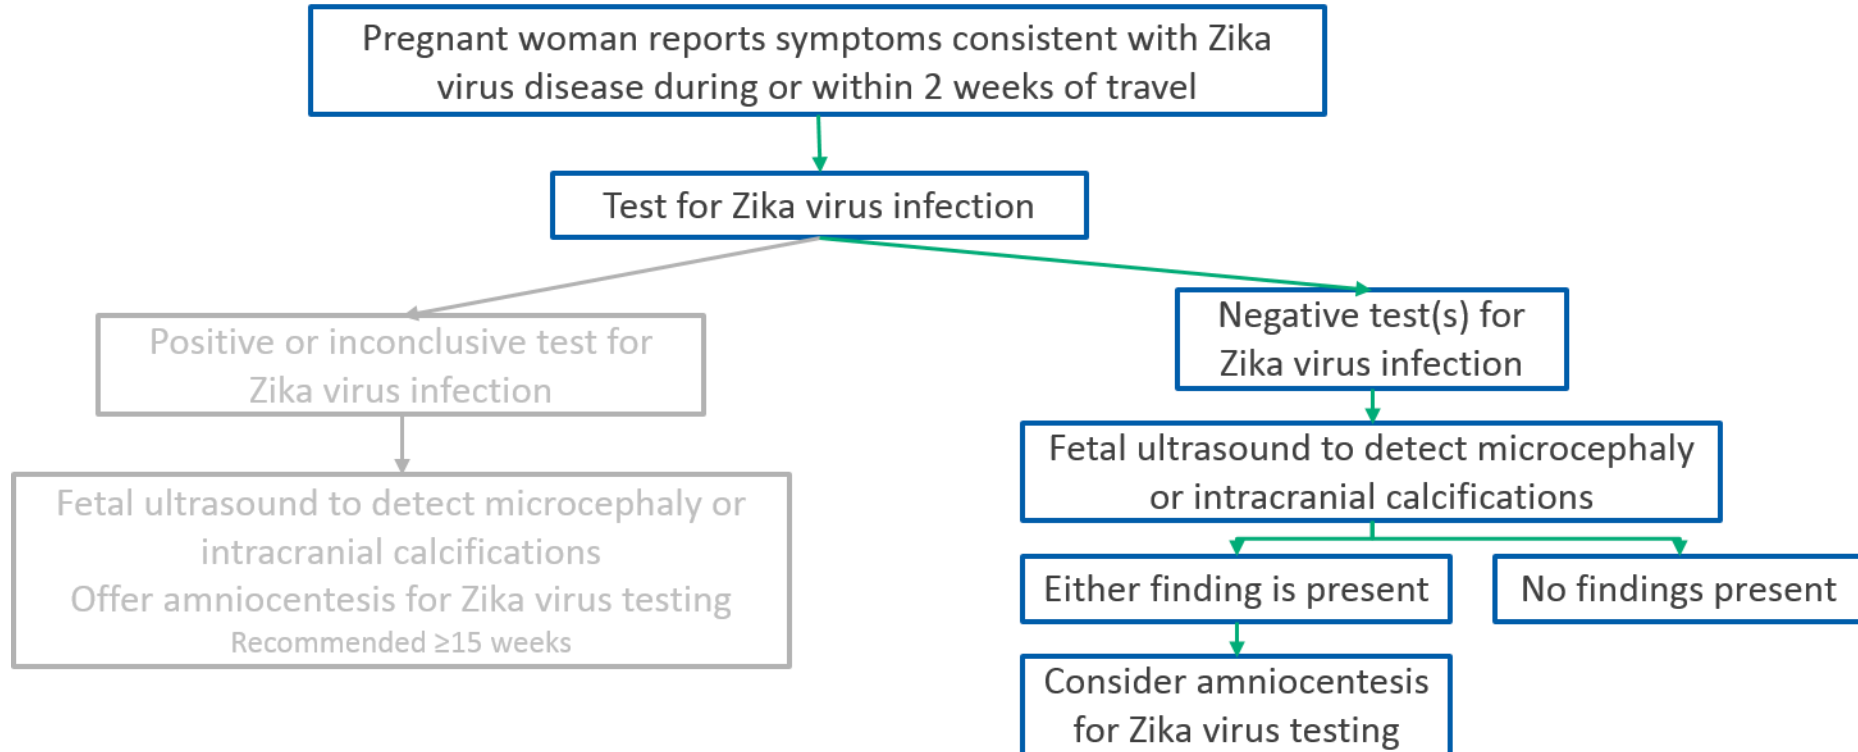 Pregnant woman reports symptoms consistent with Zika
virus disease during or within 2 weeks of travel
Test for Zika virus infection
Positive or inconclusive test for
Zika virus infection
Fetal ultrasound to detect microcephaly or
intracranial calcifications
Offer amniocentesis for Zika virus testing
Recommended ≥15 weeks
Negative test(s) for
Zika virus infection
Fetal ultrasound to detect microcephaly
or intracranial calcifications
Either finding is present
No findings present
Consider amniocentesis
for Zika virus testing